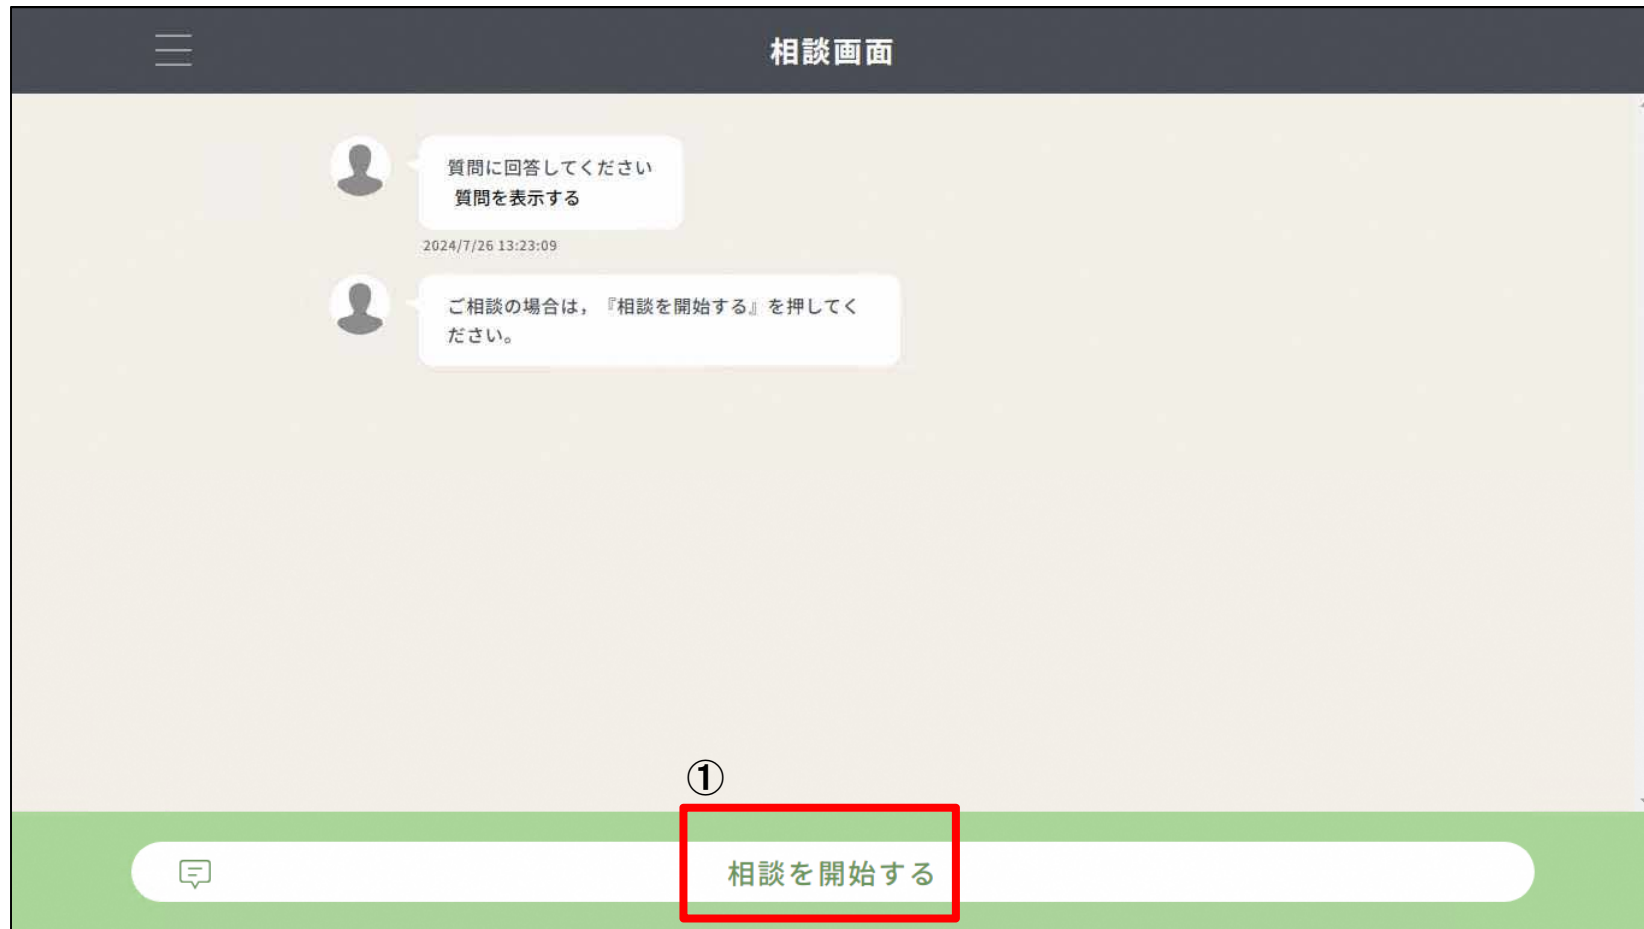 相談画面
質問に回答してください
質問を表示する
2024/7/26 13:23:09
ご相談の場合は，『相談を開始する』を押してく
ださい。
①
相談を開始する